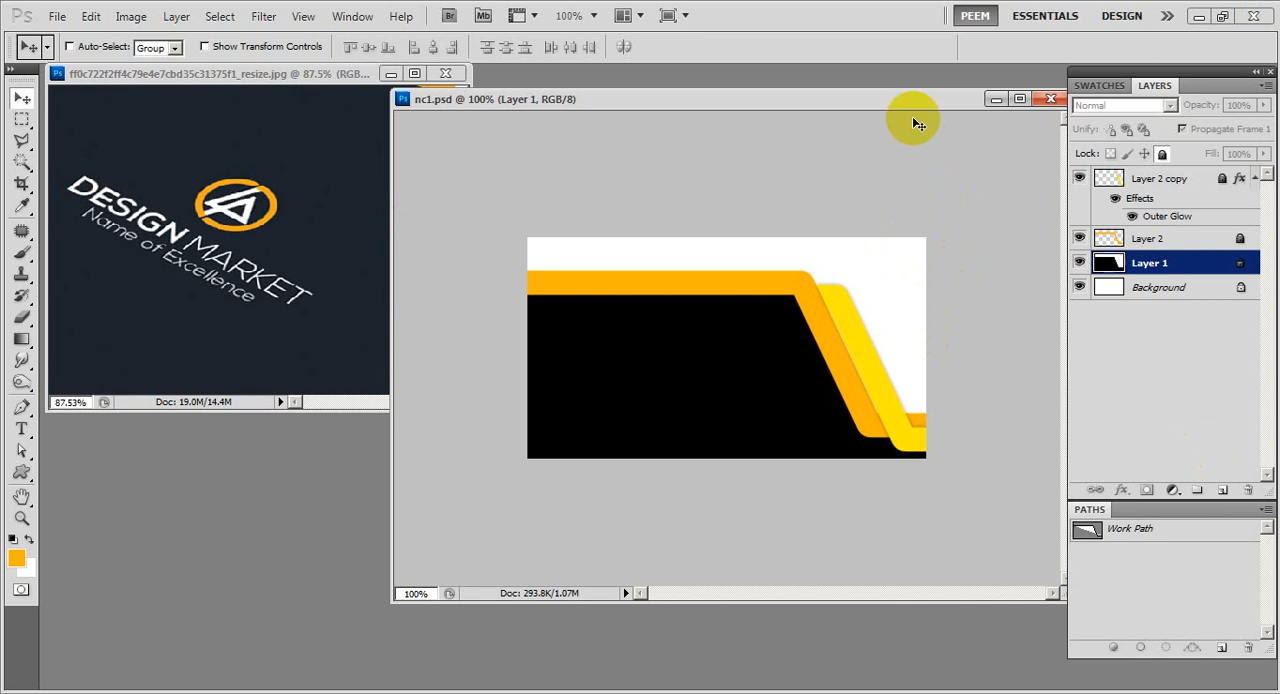 Ps File Edit Image Layer Select Filter View Window Help Br Mb 100% PEEM ESSENTIALS DESIGN
Auto-Select: Group Show Transform Controls
ff0c722f2ff4c79e4e7cbd35c31375f1_resize.jpg @ 87.5% (RGB...
nc1.psd @ 100% (Layer 1, RGB/8)
DESIGN MARKET
Name of Excellence
87.53% Doc: 19.0M/14.4M
100% Doc: 293.8K/1.07M
SWATCHES LAYERS
Normal Opacity: 100%
Unify: Propagate Frame 1
Lock: Fill: 100%
Layer 2 copy fx
Effects
Outer Glow
Layer 2
Layer 1
Background
fx
PATHS
Work Path